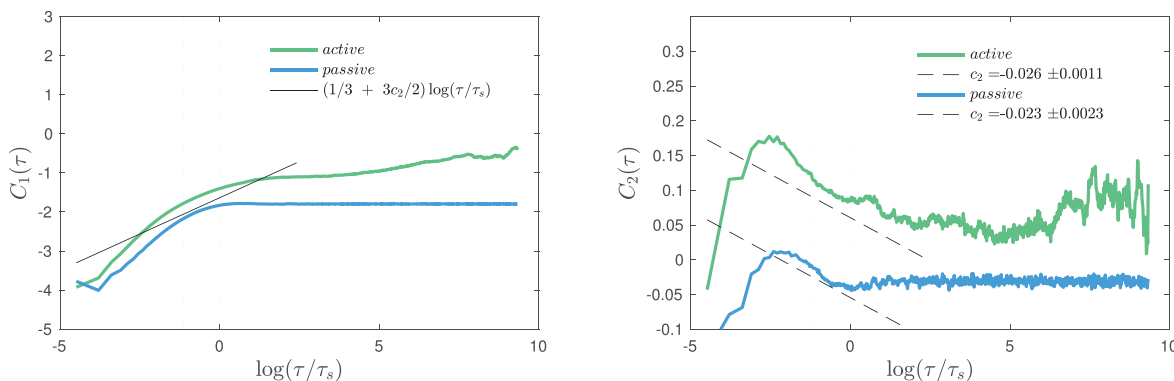 3
2
1
0
-1
-2
-3
-4
-5
-5
0
5
10
C₁(τ)
log(τ/τₛ)
active
passive
(1/3 + 3c₂/2) log(τ/τₛ)
0.3
0.25
0.2
0.15
0.1
0.05
0
-0.05
-0.1
-5
0
5
10
C₂(τ)
log(τ/τₛ)
active
c₂ =-0.026 ±0.0011
passive
c₂ =-0.023 ±0.0023